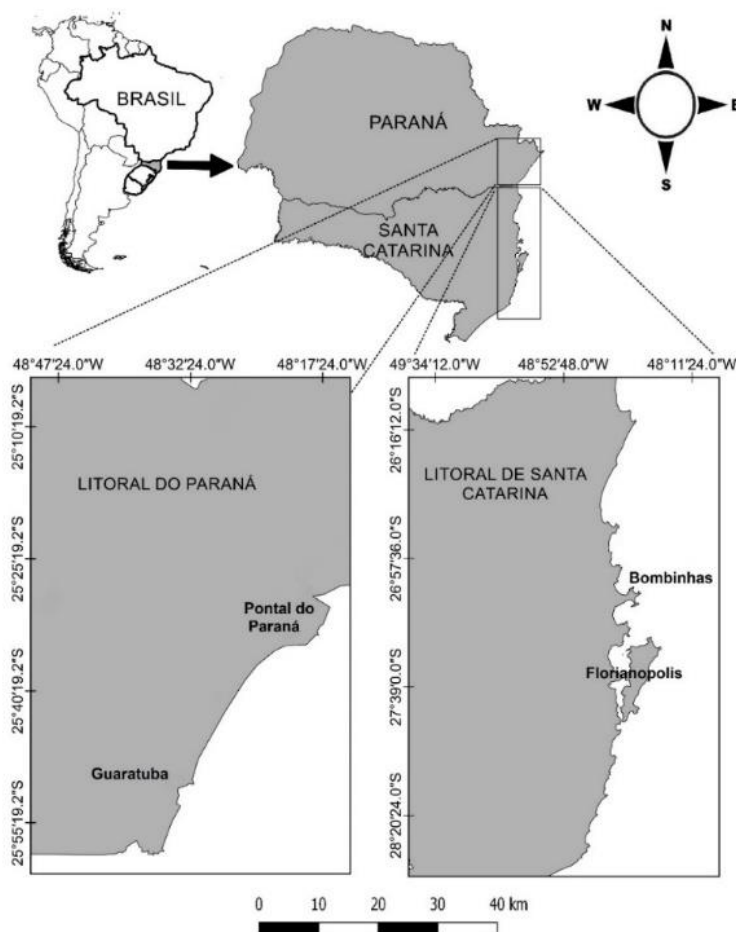 BRASIL
PARANÁ
SANTA
CATARINA
N
W
E
S
48°47'24.0"W 48°32'24.0"W 48°17'24.0"W
25°10'19.2"S
25°25'19.2"S
25°40'19.2"S
25°55'19.2"S
LITORAL DO PARANÁ
Pontal do
Paraná
Guaratuba
49°34'12.0"W 48°52'48.0"W 48°11'24.0"W
26°16'12.0"S
26°57'36.0"S
27°39'0.0"S
28°20'24.0"S
LITORAL DE SANTA
CATARINA
Bombinhas
Florianopolis
0 10 20 30 40 km